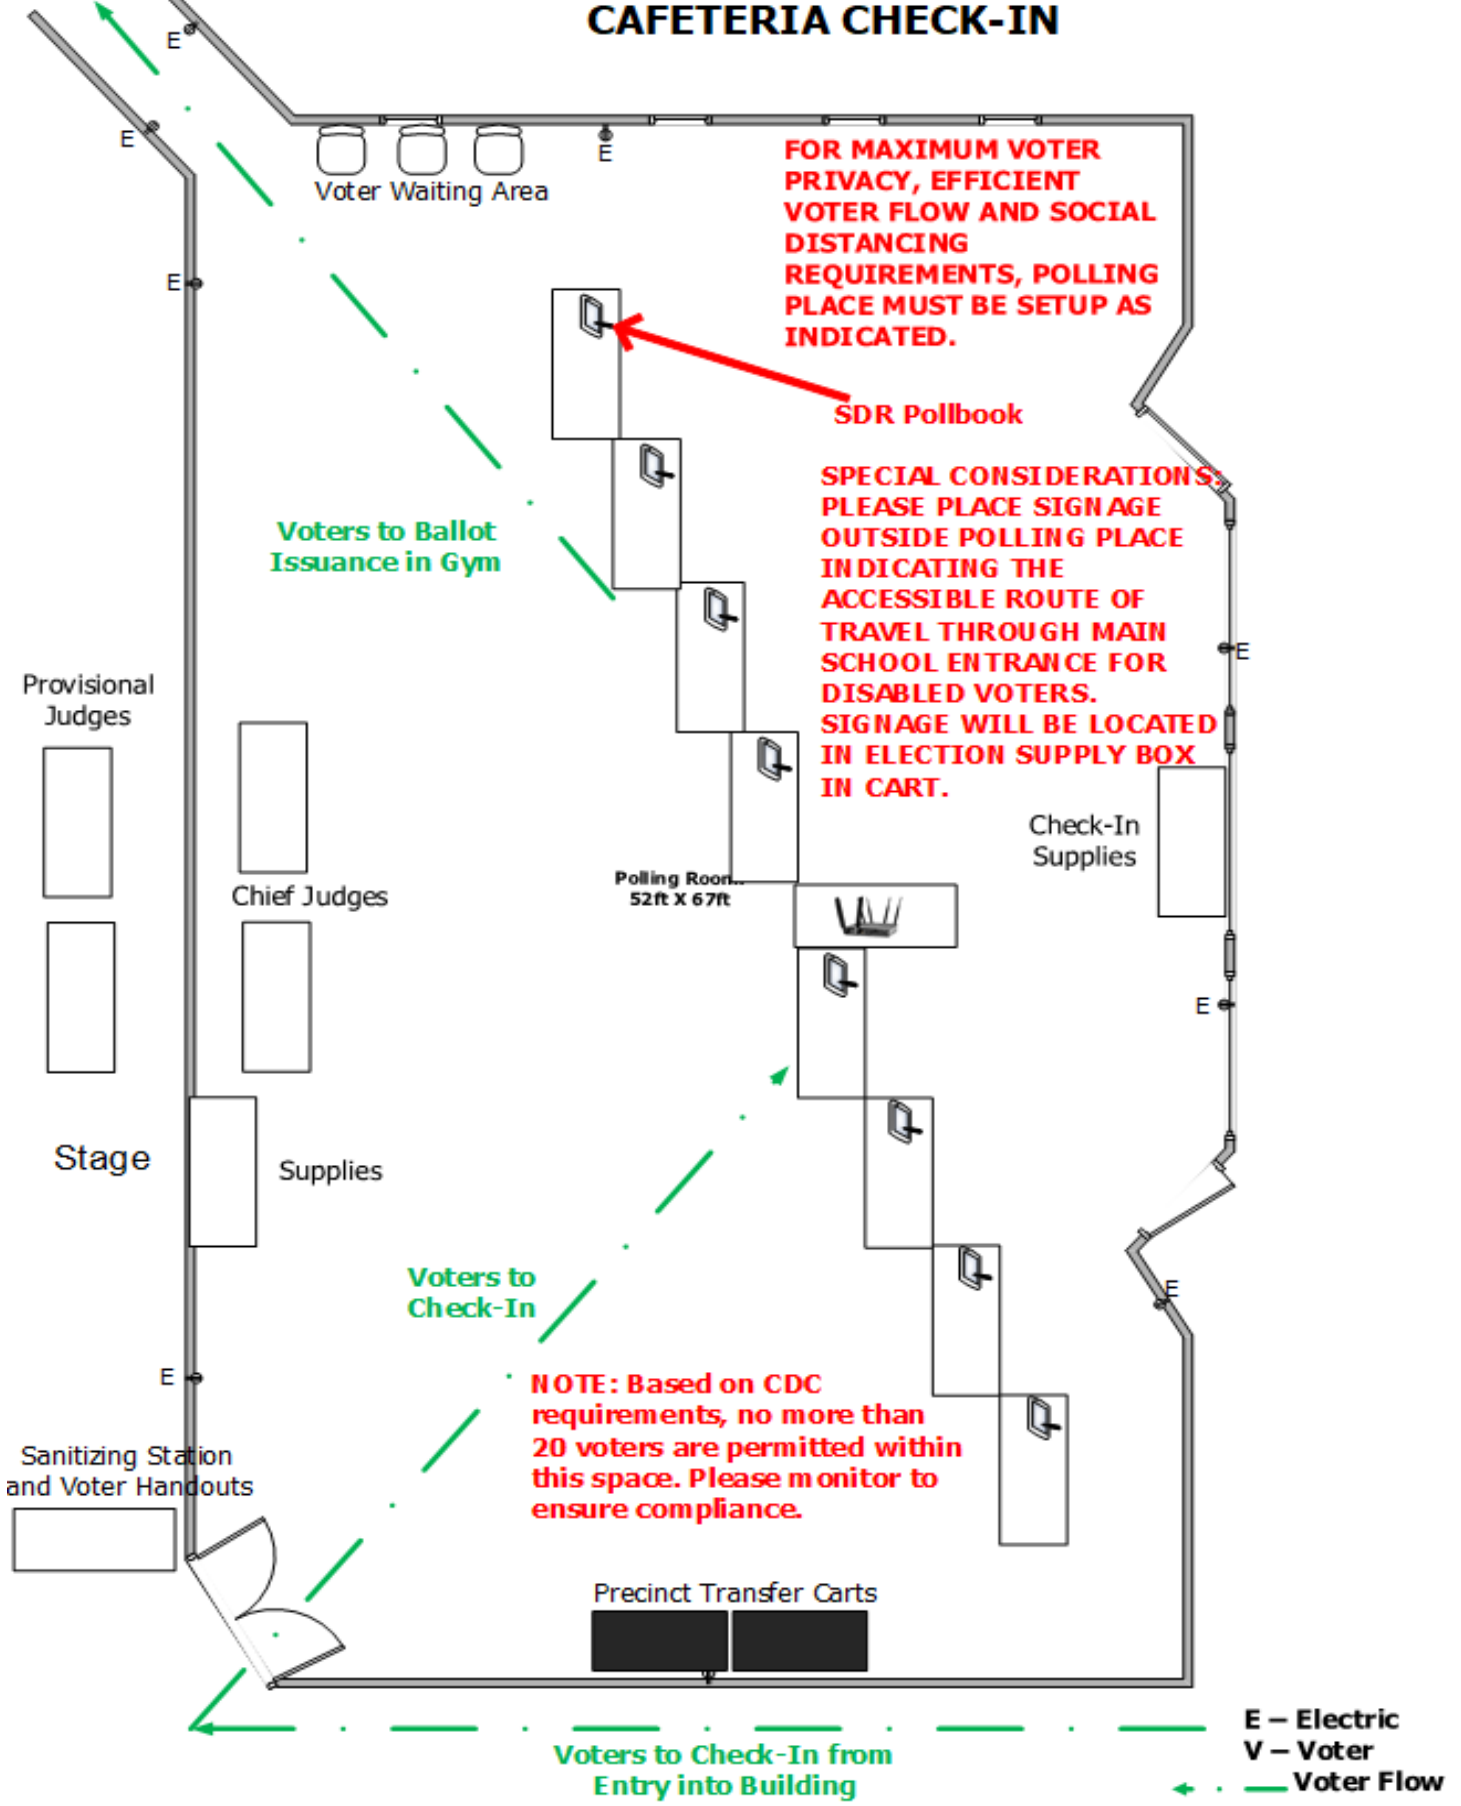 CAFETERIA CHECK-IN
E
E
E
Voter Waiting Area
FOR MAXIMUM VOTER
PRIVACY, EFFICIENT
VOTER FLOW AND SOCIAL
DISTANCING
REQUIREMENTS, POLLING
PLACE MUST BE SETUP AS
INDICATED.
E
SDR Pollbook
SPECIAL CONSIDERATIONS:
PLEASE PLACE SIGNAGE
OUTSIDE POLLING PLACE
INDICATING THE
ACCESSIBLE ROUTE OF
TRAVEL THROUGH MAIN
SCHOOL ENTRANCE FOR
DISABLED VOTERS.
SIGNAGE WILL BE LOCATED
IN ELECTION SUPPLY BOX
IN CART.
Voters to Ballot
Issuance in Gym
E
Provisional
Judges
Check-In
Supplies
Chief Judges
Polling Room
52ft X 67ft
E
Stage
Supplies
Voters to
Check-In
E
E
NOTE: Based on CDC
requirements, no more than
20 voters are permitted within
this space. Please monitor to
ensure compliance.
Sanitizing Station
and Voter Handouts
Precinct Transfer Carts
Voters to Check-In from
Entry into Building
E – Electric
V – Voter
Voter Flow